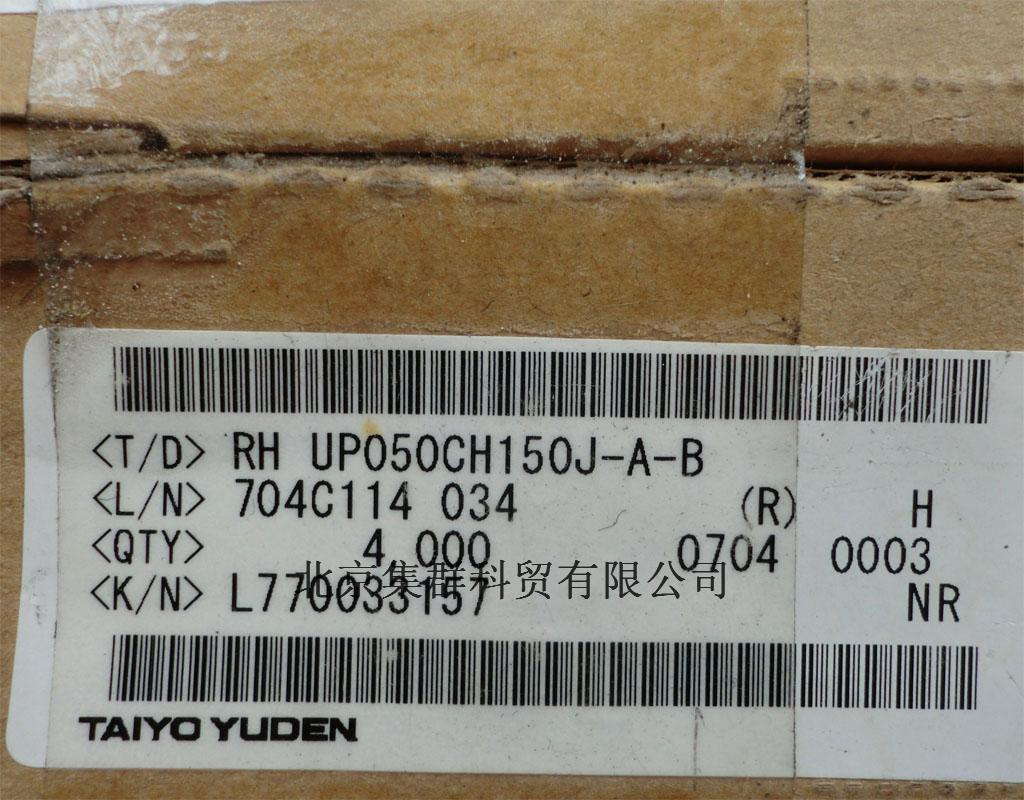 <T/D> RH UP050CH150J-A-B
<L/N> 704C114 034 (R) H
<QTY> 4,000 0704 0003
北京集群科贸有限公司
<K/N> L770033157 NR
TAIYO YUDEN